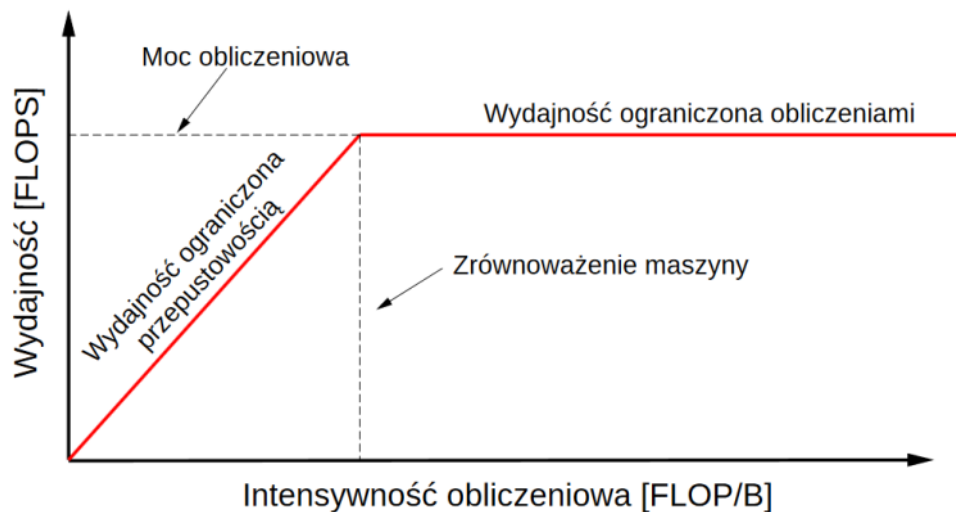 Moc obliczeniowa
Wydajność ograniczona obliczeniami
Wydajność [FLOPS]
Wydajność ograniczona
przepustowością
Zrównoważenie maszyny
Intensywność obliczeniowa [FLOP/B]